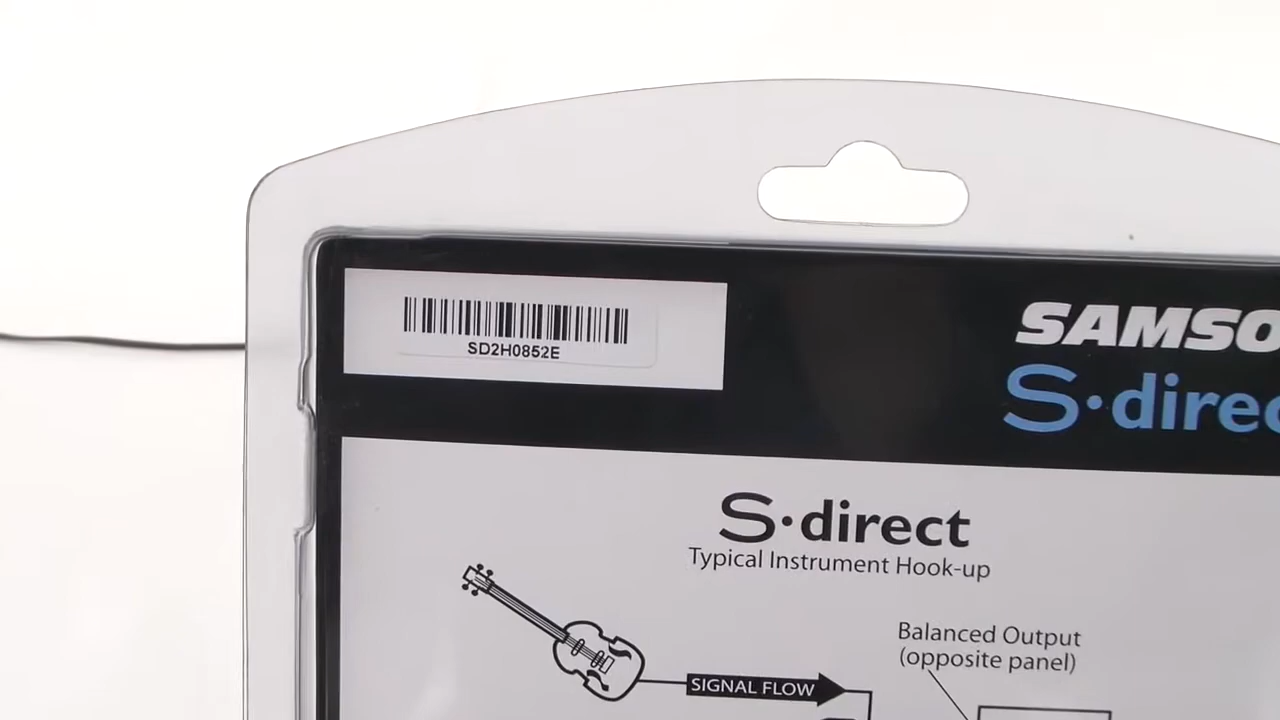 SD2H0852E
SAMSO
S·direc
S·direct
Typical Instrument Hook-up
Balanced Output
(opposite panel)
SIGNAL FLOW